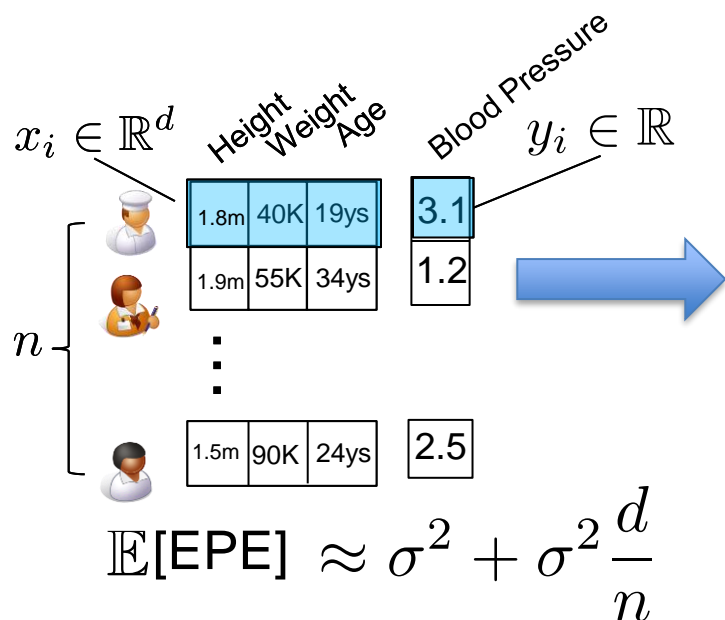 Height Weight Age Blood Pressure
x_i ∈ ℝ^d y_i ∈ ℝ
1.8m 40K 19ys 3.1
1.9m 55K 34ys 1.2
n
⋮
1.5m 90K 24ys 2.5
𝔼[EPE] ≈ σ² + σ² d/n